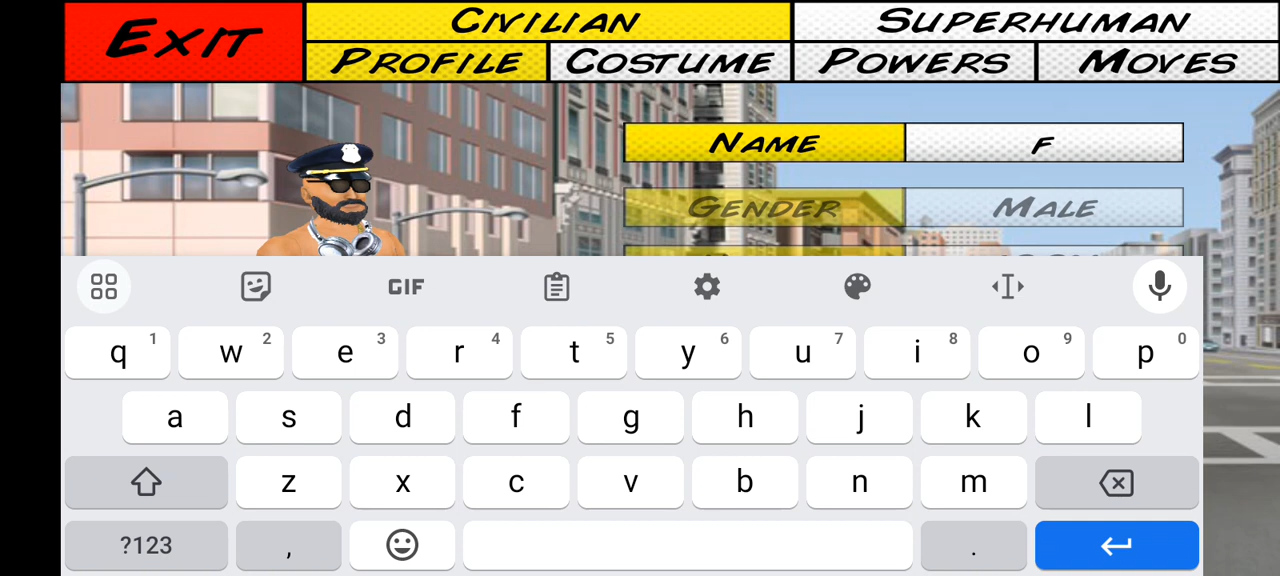 Exit
Civilian
Superhuman
Profile
Costume
Powers
Moves
Name
F
Gender
Male
GIF
q 1 w 2 e 3 r 4 t 5 y 6 u 7 i 8 o 9 p 0
a s d f g h j k l
z x c v b n m
?123 , .